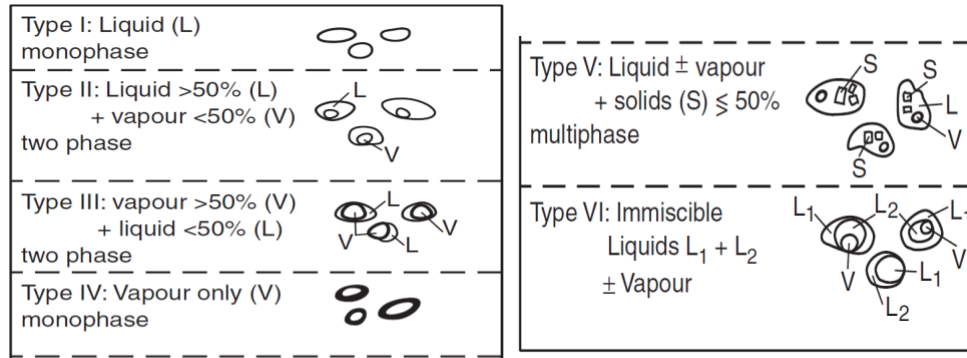 Type I: Liquid (L)
monophase
Type II: Liquid >50% (L)
+ vapour <50% (V)
two phase
L
V
Type III: vapour >50% (V)
+ liquid <50% (L)
two phase
L
V
V
L
Type IV: Vapour only (V)
monophase
Type V: Liquid ± vapour
+ solids (S) ≶ 50%
multiphase
S
S
L
V
S
Type VI: Immiscible
Liquids L₁ + L₂
± Vapour
L₁
L₂
L₁
V
V
L₁
L₂